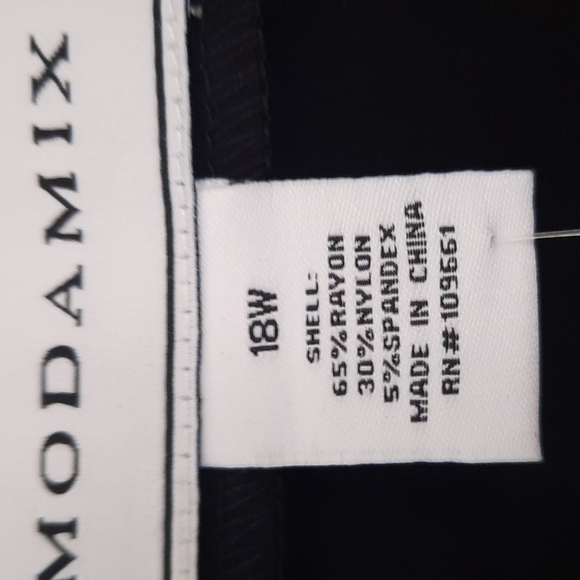 MODAMIX
18W
SHELL:
65%RAYON
30%NYLON
5%SPANDEX
MADE IN CHINA
RN#109661